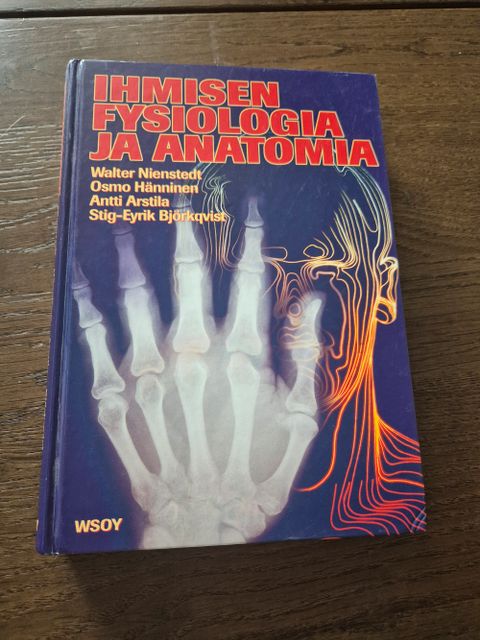 IHMISEN
FYSIOLOGIA
JA ANATOMIA
Walter Nienstedt
Osmo Hänninen
Antti Arstila
Stig-Eyrik Björkqvist
WSOY